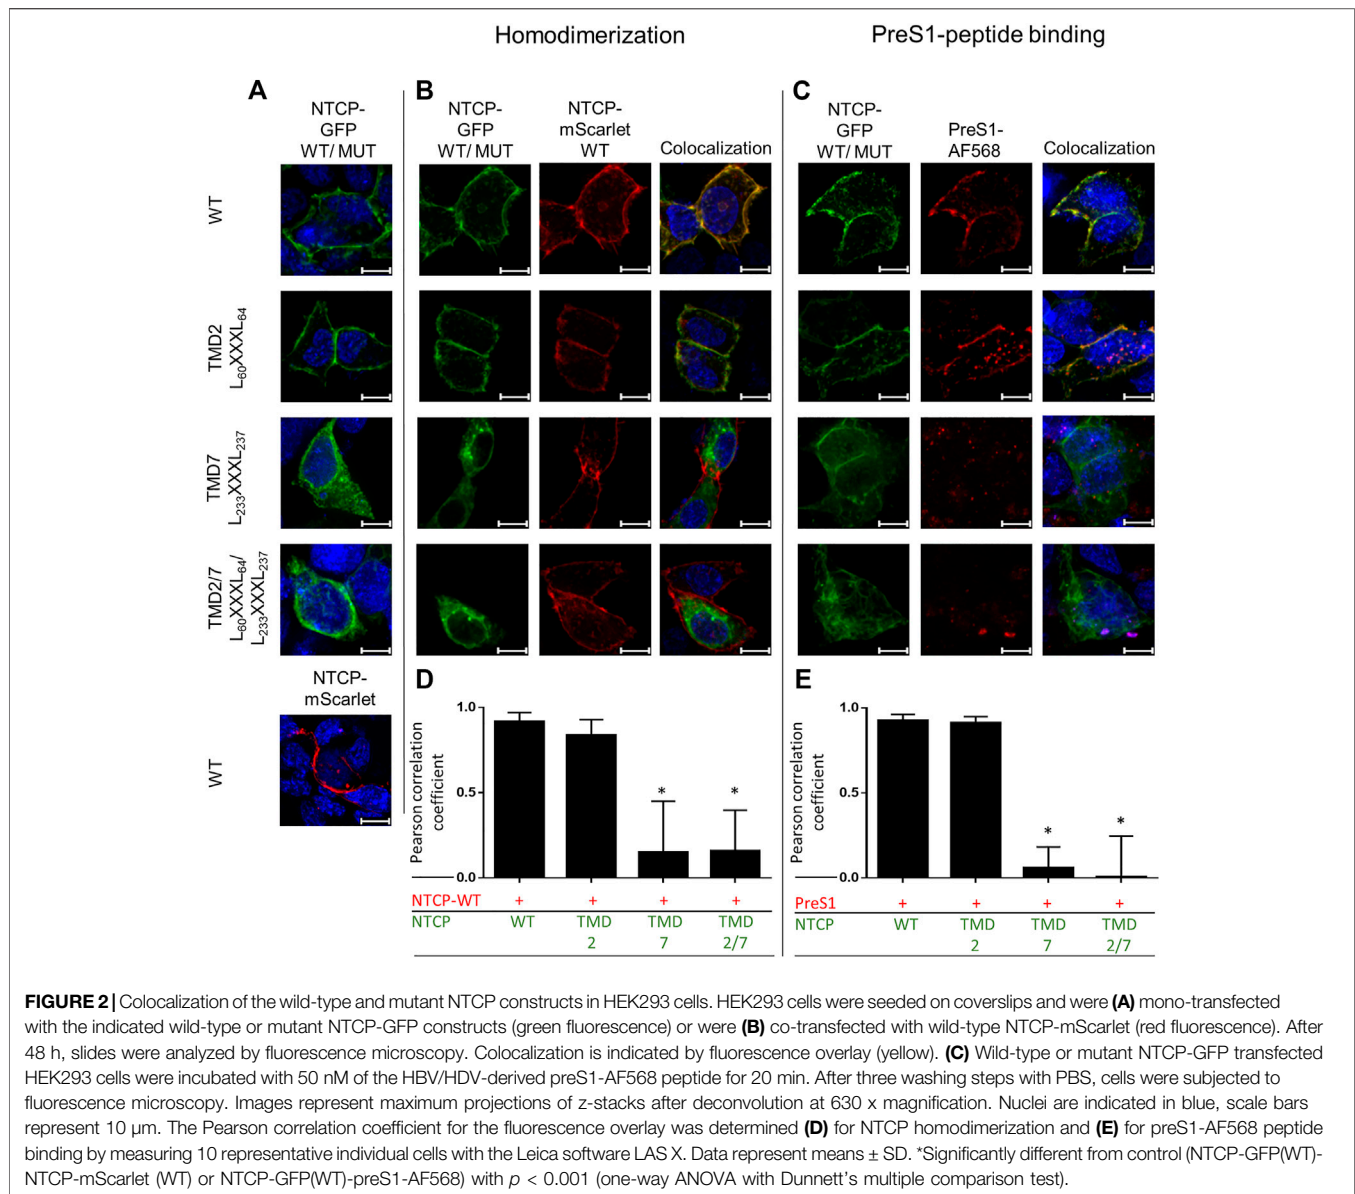 Homodimerization
PreS1-peptide binding
A
NTCP-
GFP
WT/ MUT
B
NTCP-
GFP
WT/ MUT
NTCP-
mScarlet
WT
Colocalization
C
NTCP-
GFP
WT/ MUT
PreS1-
AF568
Colocalization
WT
TMD2
L60XXXL64
TMD7
L233XXXL237
TMD2/7
L60XXXL64/
L233XXXL237
NTCP-
mScarlet
WT
D
Pearson correlation
coefficient
1.0
0.5
0.0
* *
NTCP-WT + + + +
NTCP WT TMD TMD TMD
2 7 2/7
E
Pearson correlation
coefficient
1.0
0.5
0.0
* *
PreS1 + + + +
NTCP WT TMD TMD TMD
2 7 2/7
FIGURE 2 | Colocalization of the wild-type and mutant NTCP constructs in HEK293 cells. HEK293 cells were seeded on coverslips and were (A) mono-transfected
with the indicated wild-type or mutant NTCP-GFP constructs (green fluorescence) or were (B) co-transfected with wild-type NTCP-mScarlet (red fluorescence). After
48 h, slides were analyzed by fluorescence microscopy. Colocalization is indicated by fluorescence overlay (yellow). (C) Wild-type or mutant NTCP-GFP transfected
HEK293 cells were incubated with 50 nM of the HBV/HDV-derived preS1-AF568 peptide for 20 min. After three washing steps with PBS, cells were subjected to
fluorescence microscopy. Images represent maximum projections of z-stacks after deconvolution at 630 x magnification. Nuclei are indicated in blue, scale bars
represent 10 µm. The Pearson correlation coefficient for the fluorescence overlay was determined (D) for NTCP homodimerization and (E) for preS1-AF568 peptide
binding by measuring 10 representative individual cells with the Leica software LAS X. Data represent means ± SD. *Significantly different from control (NTCP-GFP(WT)-
NTCP-mScarlet (WT) or NTCP-GFP(WT)-preS1-AF568) with p < 0.001 (one-way ANOVA with Dunnett’s multiple comparison test).